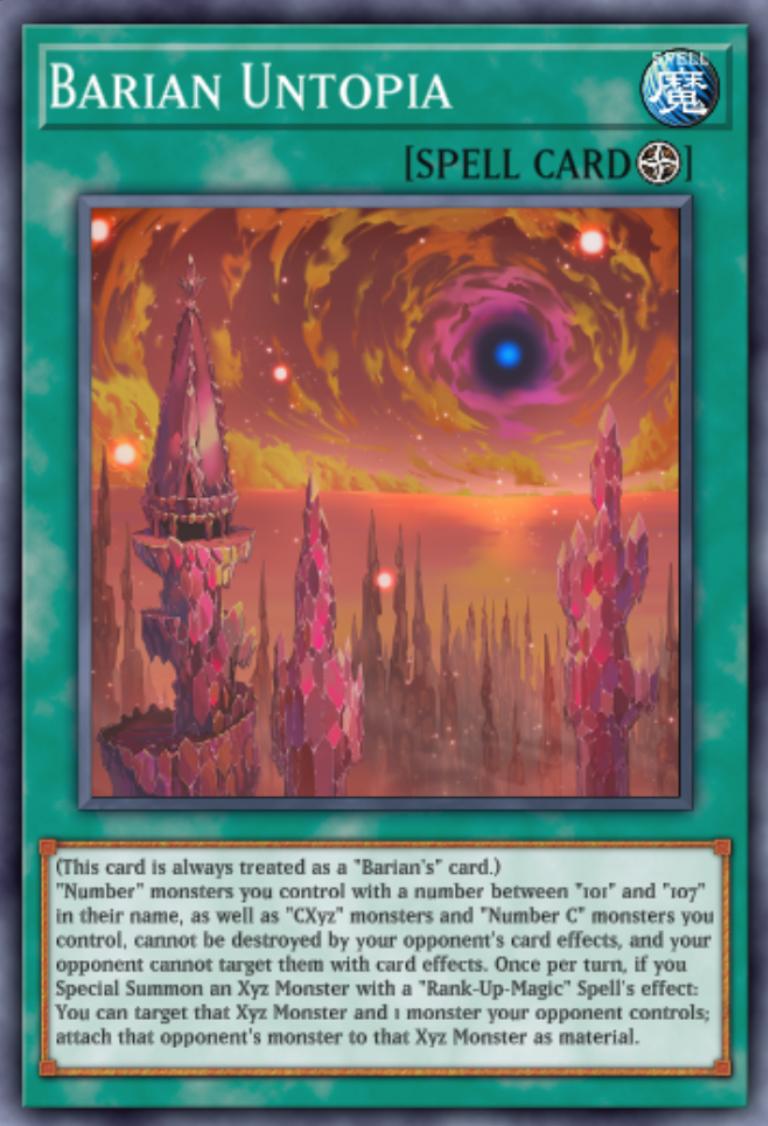 BARIAN UNTOPIA
SPELL
魔
[SPELL CARD]
(This card is always treated as a "Barian's" card.)
"Number" monsters you control with a number between "101" and "107"
in their name, as well as "CXyz" monsters and "Number C" monsters you
control, cannot be destroyed by your opponent's card effects, and your
opponent cannot target them with card effects. Once per turn, if you
Special Summon an Xyz Monster with a "Rank-Up-Magic" Spell's effect:
You can target that Xyz Monster and 1 monster your opponent controls;
attach that opponent's monster to that Xyz Monster as material.